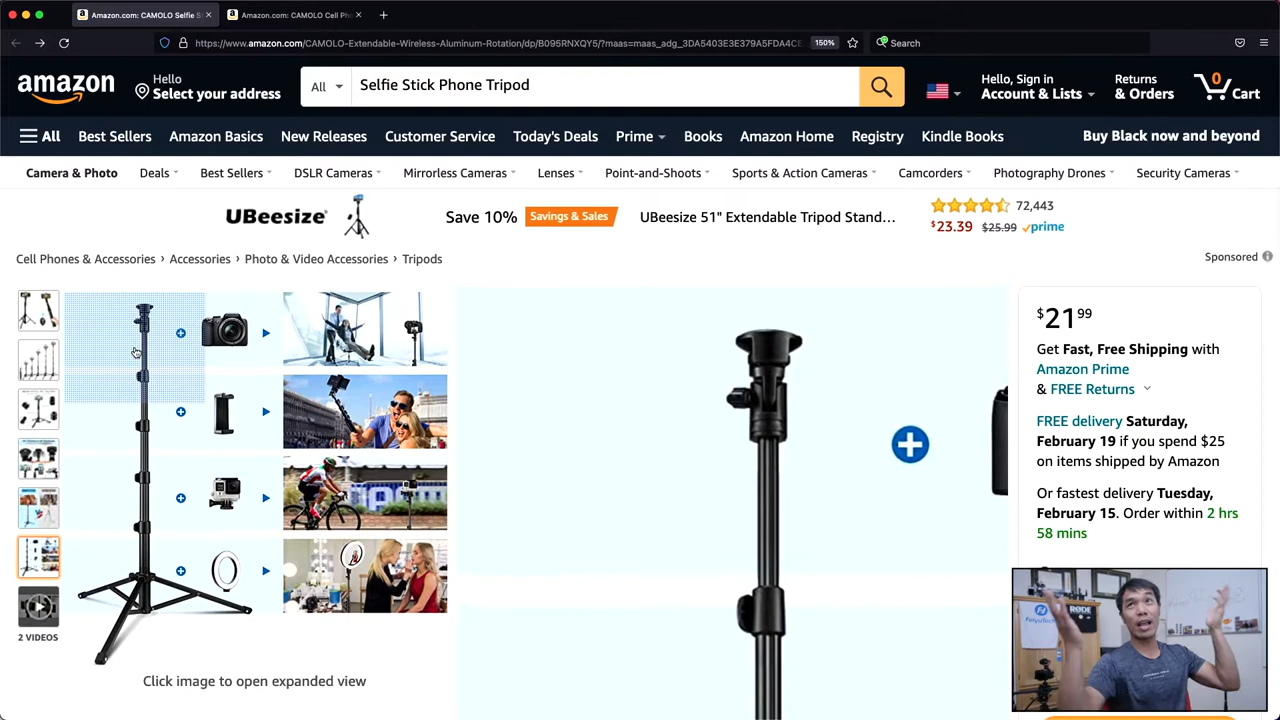 Amazon.com: CAMOLO Selfie S
Amazon.com: CAMOLO Cell Ph
https://www.amazon.com/CAMOLO-Extendable-Wireless-Aluminum-Rotation/dp/B095RNXQY5/?maas=maas_adg_3DA5403E3E379A5FDA4CE
150%
Search
amazon
Hello
Select your address
All
Selfie Stick Phone Tripod
Hello, Sign in
Account & Lists
Returns
& Orders
0
Cart
All
Best Sellers
Amazon Basics
New Releases
Customer Service
Today's Deals
Prime
Books
Amazon Home
Registry
Kindle Books
Buy Black now and beyond
Camera & Photo
Deals
Best Sellers
DSLR Cameras
Mirrorless Cameras
Lenses
Point-and-Shoots
Sports & Action Cameras
Camcorders
Photography Drones
Security Cameras
UBeesize
Save 10%
Savings & Sales
UBeesize 51" Extendable Tripod Stand…
72,443
$23.39 $25.99 prime
Cell Phones & Accessories › Accessories › Photo & Video Accessories › Tripods
Sponsored
2 VIDEOS
Click image to open expanded view
$21 99
Get Fast, Free Shipping with
Amazon Prime
& FREE Returns
FREE delivery Saturday,
February 19 if you spend $25
on items shipped by Amazon
Or fastest delivery Tuesday,
February 15. Order within 2 hrs
58 mins
FeiyuTech
RØDE